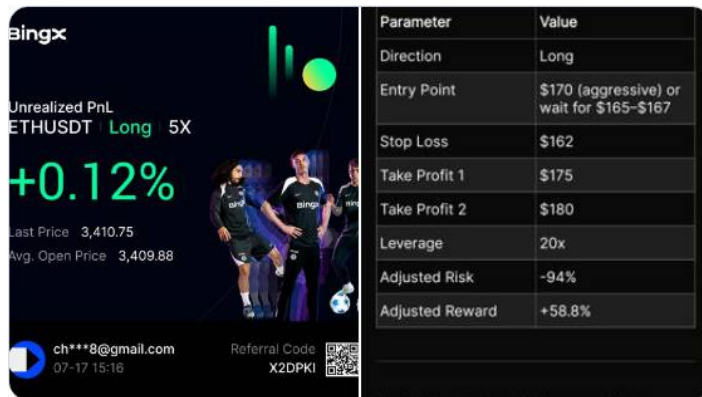 BingX
Unrealized PnL
ETHUSDT Long 5X
+0.12%
Last Price 3,410.75
Avg. Open Price 3,409.88
BingX
ch***8@gmail.com
07-17 15:16
Referral Code
X2DPKI
Parameter Value
Direction Long
Entry Point $170 (aggressive) or
wait for $165–$167
Stop Loss $162
Take Profit 1 $175
Take Profit 2 $180
Leverage 20x
Adjusted Risk -94%
Adjusted Reward +58.8%